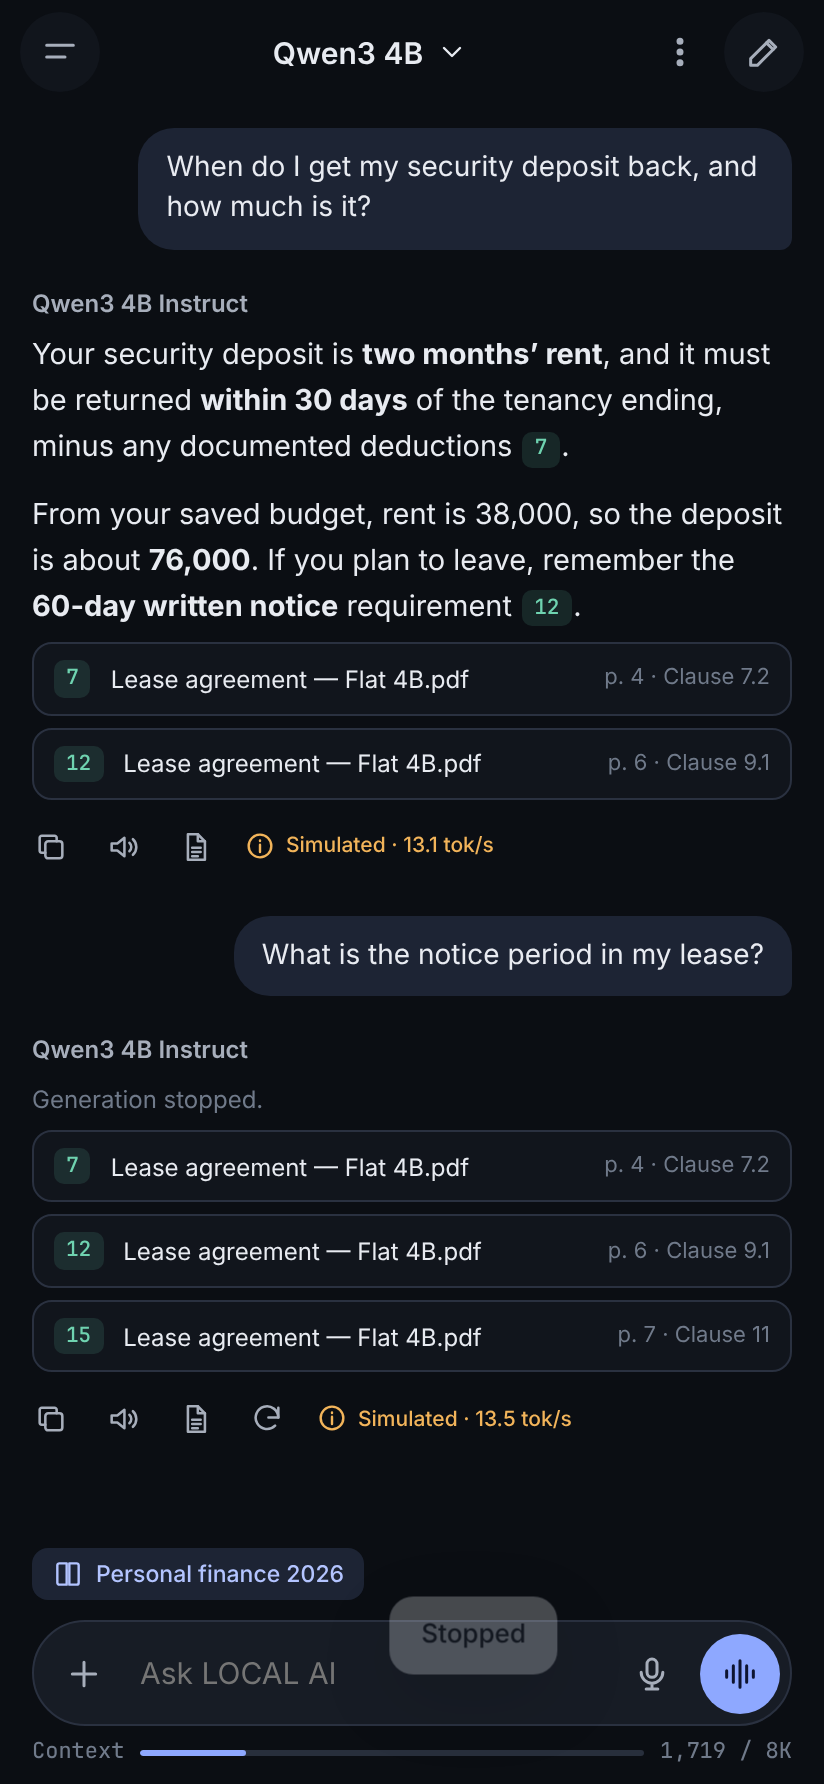 Qwen3 4B
When do I get my security deposit back, and
how much is it?
Qwen3 4B Instruct
Your security deposit is two months’ rent, and it must
be returned within 30 days of the tenancy ending,
minus any documented deductions 7.
From your saved budget, rent is 38,000, so the deposit
is about 76,000. If you plan to leave, remember the
60-day written notice requirement 12.
7 Lease agreement — Flat 4B.pdf p. 4 · Clause 7.2
12 Lease agreement — Flat 4B.pdf p. 6 · Clause 9.1
Simulated · 13.1 tok/s
What is the notice period in my lease?
Qwen3 4B Instruct
Generation stopped.
7 Lease agreement — Flat 4B.pdf p. 4 · Clause 7.2
12 Lease agreement — Flat 4B.pdf p. 6 · Clause 9.1
15 Lease agreement — Flat 4B.pdf p. 7 · Clause 11
Simulated · 13.5 tok/s
Personal finance 2026
Stopped
Ask LOCAL AI
Context 1,719 / 8K